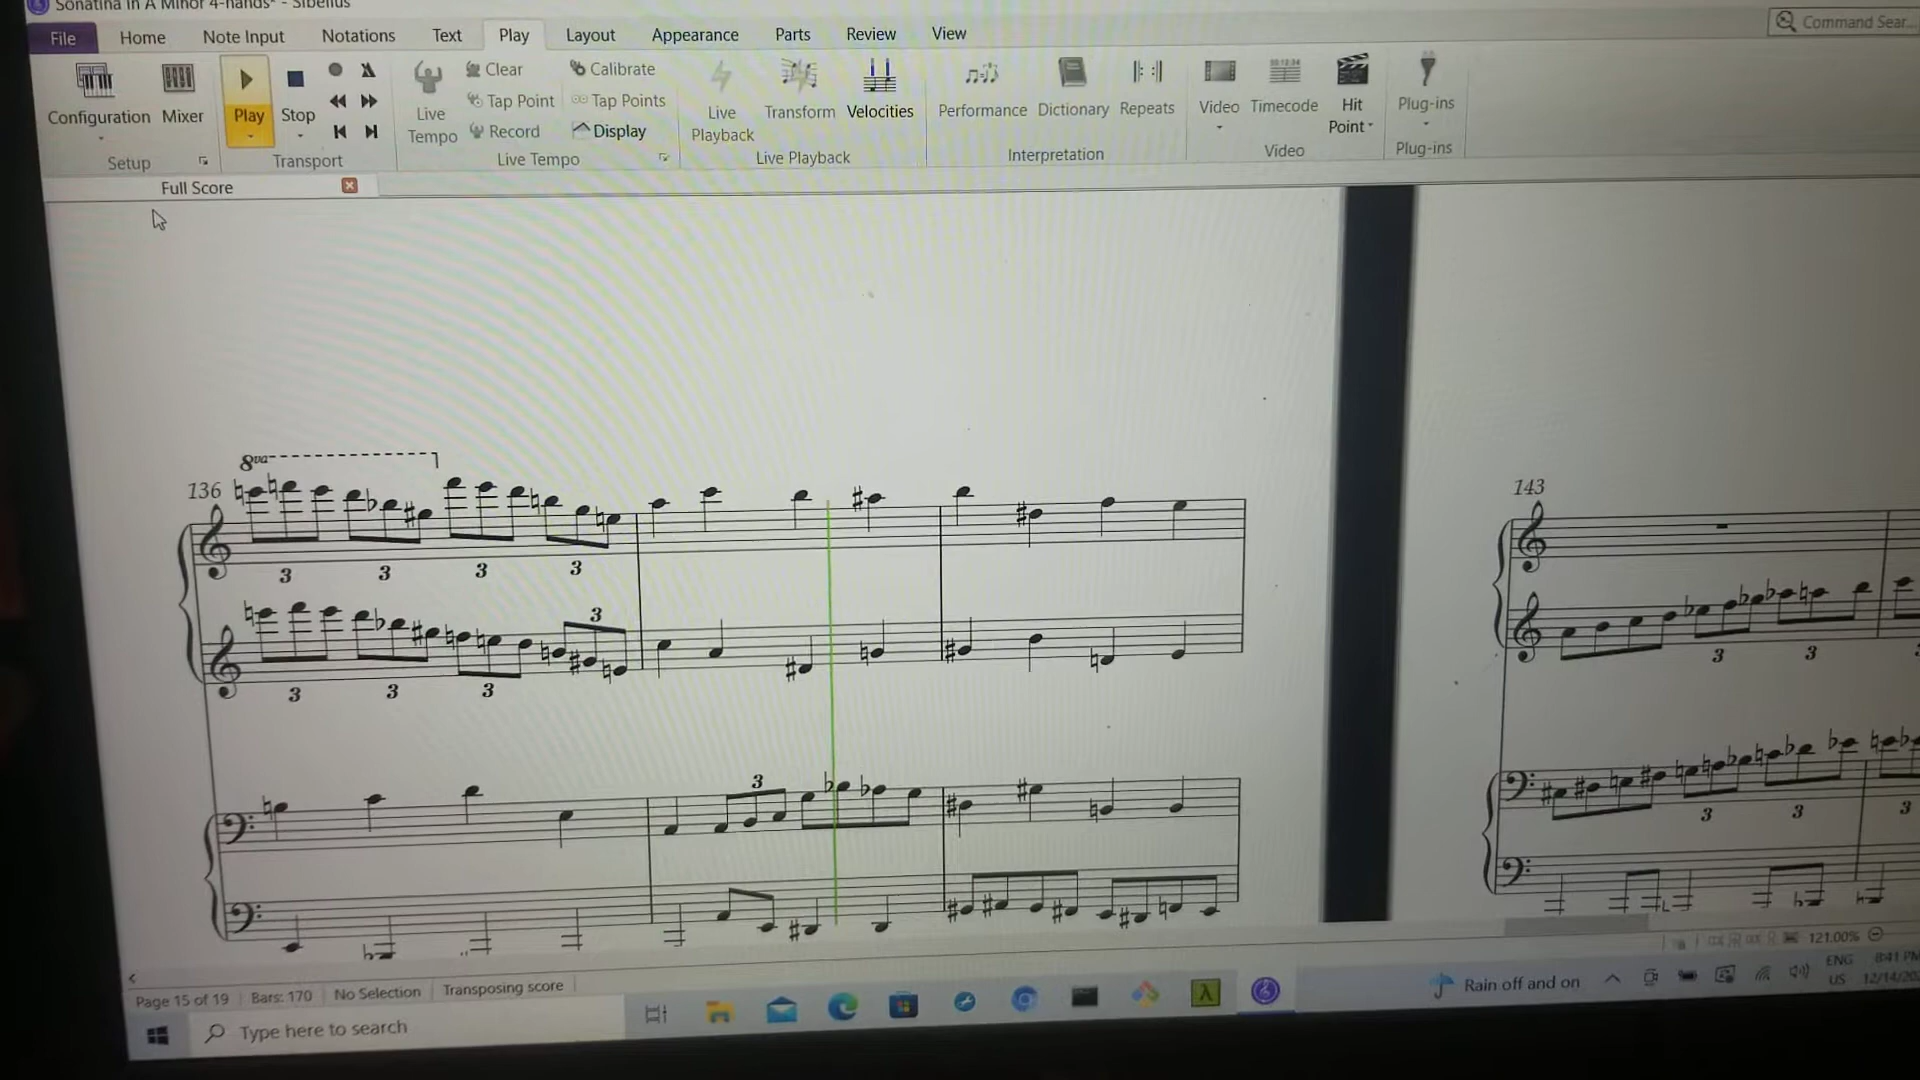 Sonatina in A Minor 4-hands* - Sibelius
Command Sear...
File Home Note Input Notations Text Play Layout Appearance Parts Review View
Configuration Mixer Play Stop Live Tempo Clear Tap Point Record Calibrate Tap Points Display Live Playback Transform Velocities Performance Dictionary Repeats Video Timecode Hit Point Plug-ins
Setup Transport Live Tempo Live Playback Interpretation Video Plug-ins
Full Score
8va
136
3 3 3 3
3 3 3 3
3
143
3 3
3 3 3
121.00%
Page 15 of 19 Bars: 170 No Selection Transposing score
Type here to search
Rain off and on
ENG
US
8:41 PM